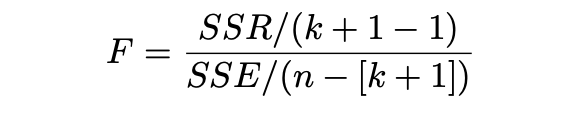 F = SSR/(k + 1 − 1) / SSE/(n − [k + 1])